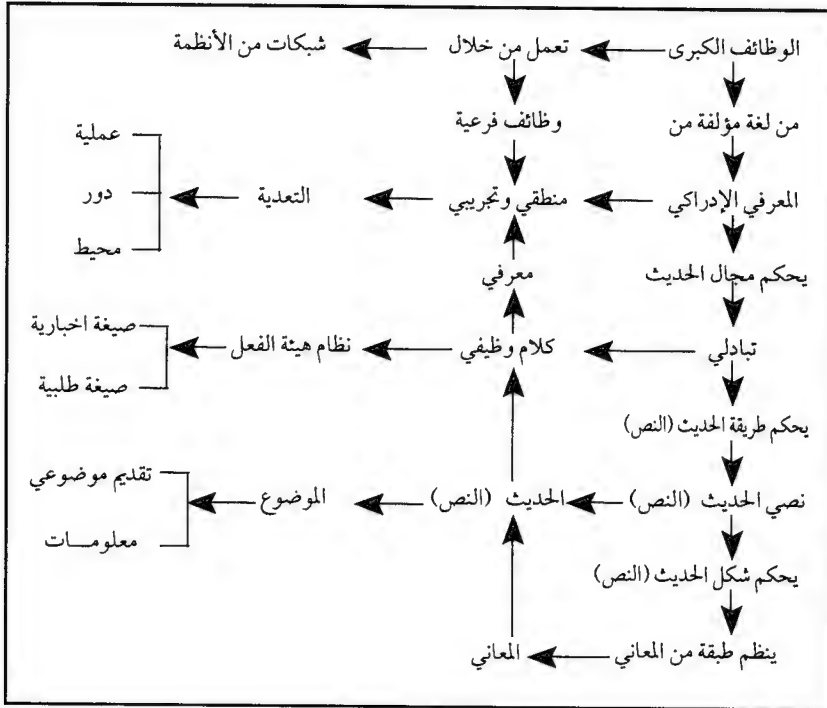 الوظائف الكبرى تعمل من خلال شبكات من الأنظمة
من لغة مؤلفة من وظائف فرعية عملية
المعرفي الإدراكي منطقي وتجريبي التعدية دور
محيط
يحكم مجال الحديث معرفي
صيغة اخبارية
تبادلي كلام وظيفي نظام هيئة الفعل
صيغة طلبية
يحكم طريقة الحديث (النص)
تقديم موضوعي
نصي الحديث (النص) الحديث (النص) الموضوع
معلومـــات
يحكم شكل الحديث (النص)
ينظم طبقة من المعاني المعاني